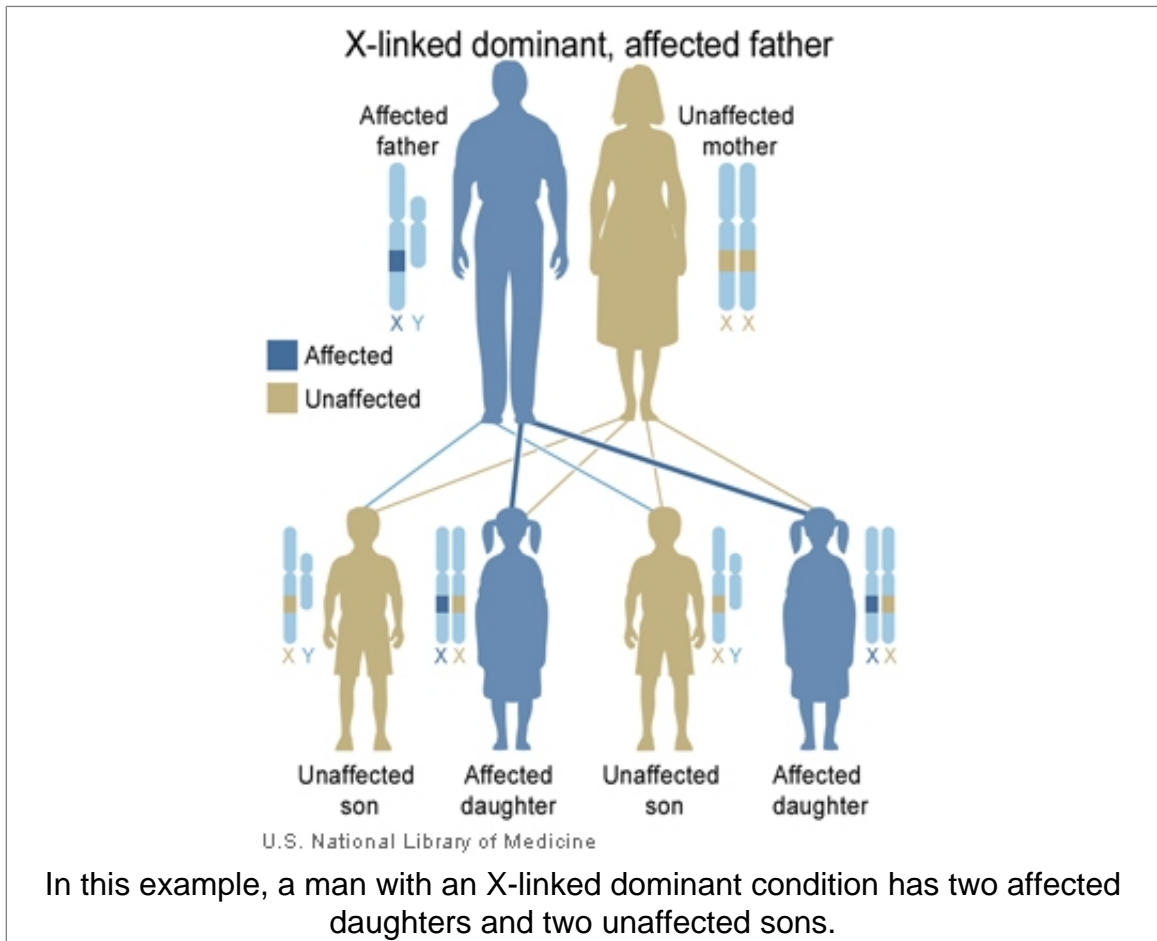 X-linked dominant, affected father
Affected
father
Unaffected
mother
X Y
X X
Affected
Unaffected
X Y
X X
X Y
X X
Unaffected
son
Affected
daughter
Unaffected
son
Affected
daughter
U.S. National Library of Medicine
In this example, a man with an X-linked dominant condition has two affected
daughters and two unaffected sons.